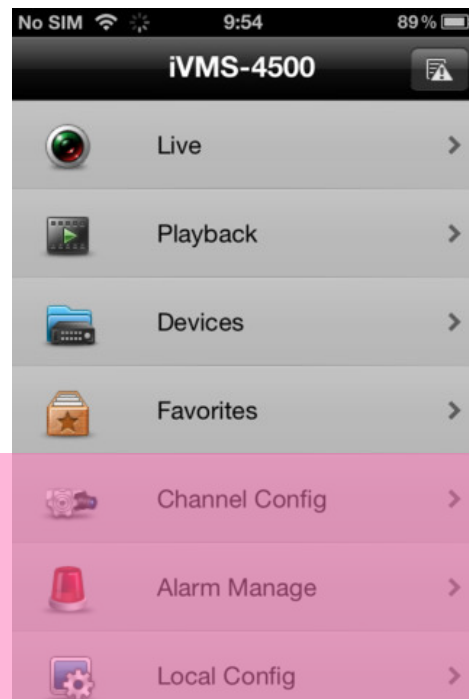 No SIM 9:54 89%
iVMS-4500
Live
Playback
Devices
Favorites
Channel Config
Alarm Manage
Local Config